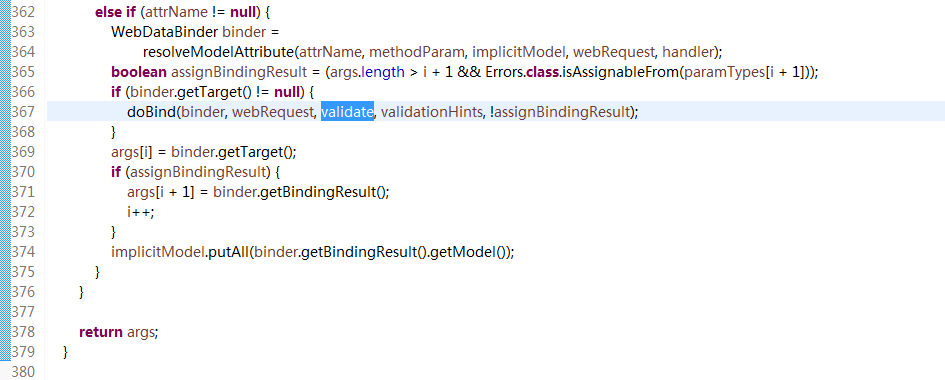 362 else if (attrName != null) {
363 WebDataBinder binder =
364 resolveModelAttribute(attrName, methodParam, implicitModel, webRequest, handler);
365 boolean assignBindingResult = (args.length > i + 1 && Errors.class.isAssignableFrom(paramTypes[i + 1]));
366 if (binder.getTarget() != null) {
367 doBind(binder, webRequest, validate, validationHints, !assignBindingResult);
368 }
369 args[i] = binder.getTarget();
370 if (assignBindingResult) {
371 args[i + 1] = binder.getBindingResult();
372 i++;
373 }
374 implicitModel.putAll(binder.getBindingResult().getModel());
375 }
376 }
377
378 return args;
379 }
380